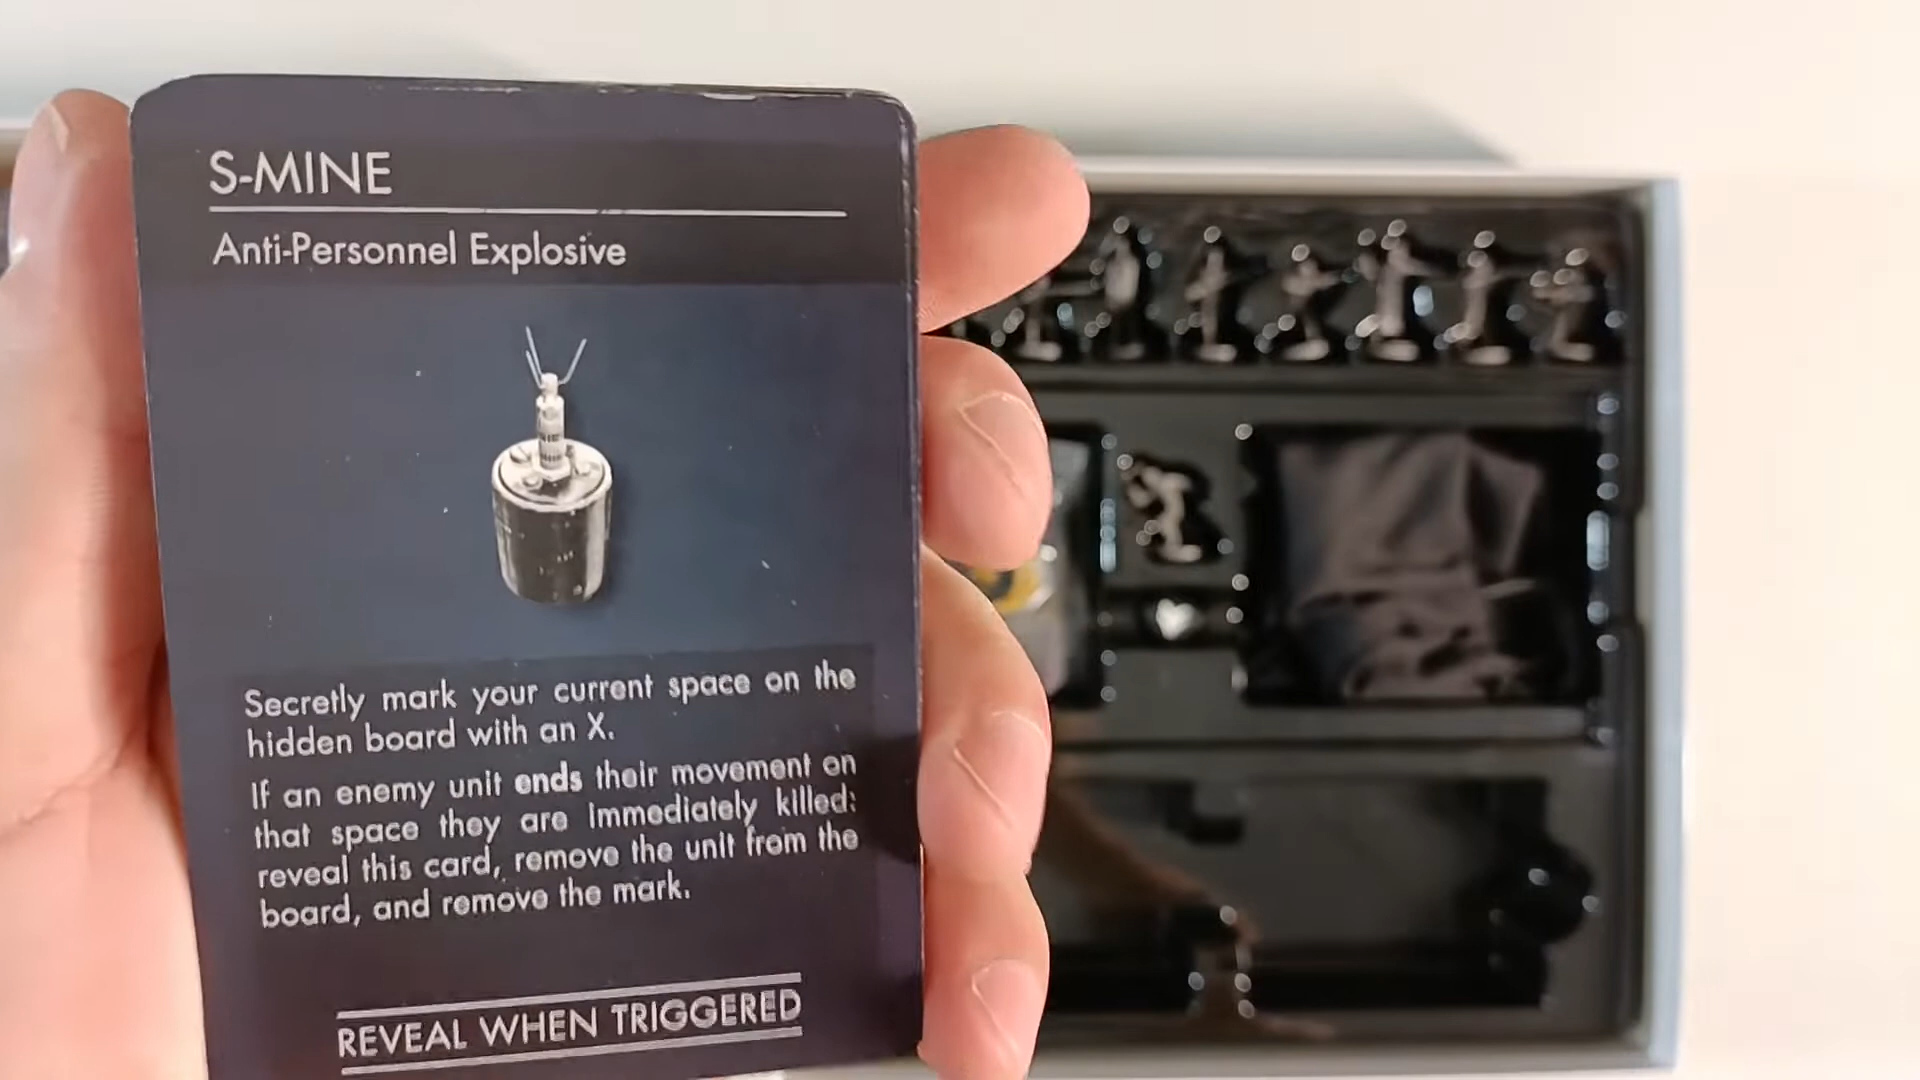 S-MINE
Anti-Personnel Explosive
Secretly mark your current space on the
hidden board with an X.
If an enemy unit ends their movement on
that space they are immediately killed:
reveal this card, remove the unit from the
board, and remove the mark.
REVEAL WHEN TRIGGERED